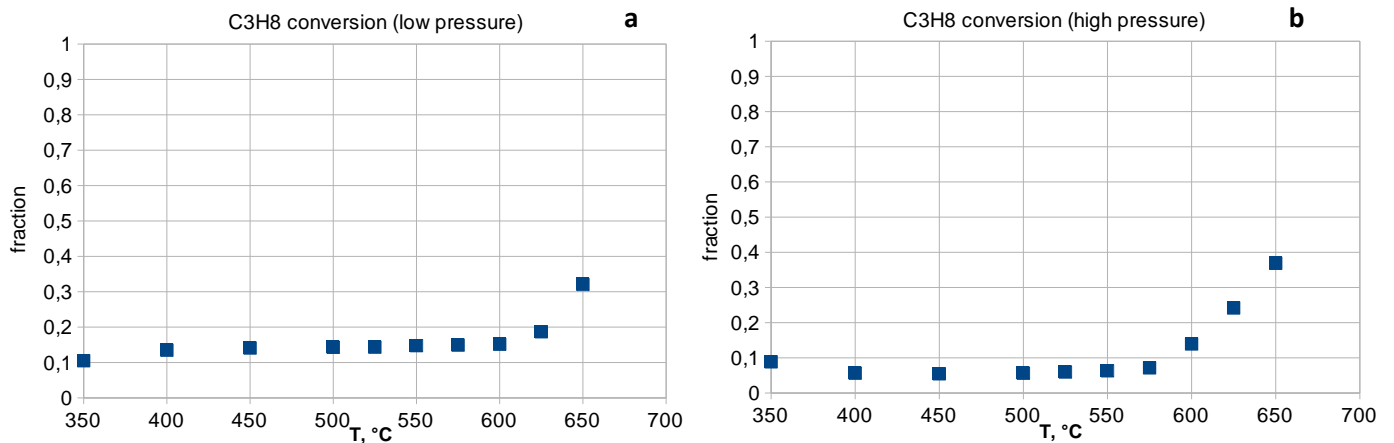 C3H8 conversion (low pressure)
a
1
0,9
0,8
0,7
0,6
0,5
0,4
0,3
0,2
0,1
0
fraction
350 400 450 500 550 600 650 700
T, °C
C3H8 conversion (high pressure)
b
1
0,9
0,8
0,7
0,6
0,5
0,4
0,3
0,2
0,1
0
fraction
350 400 450 500 550 600 650 700
T, °C